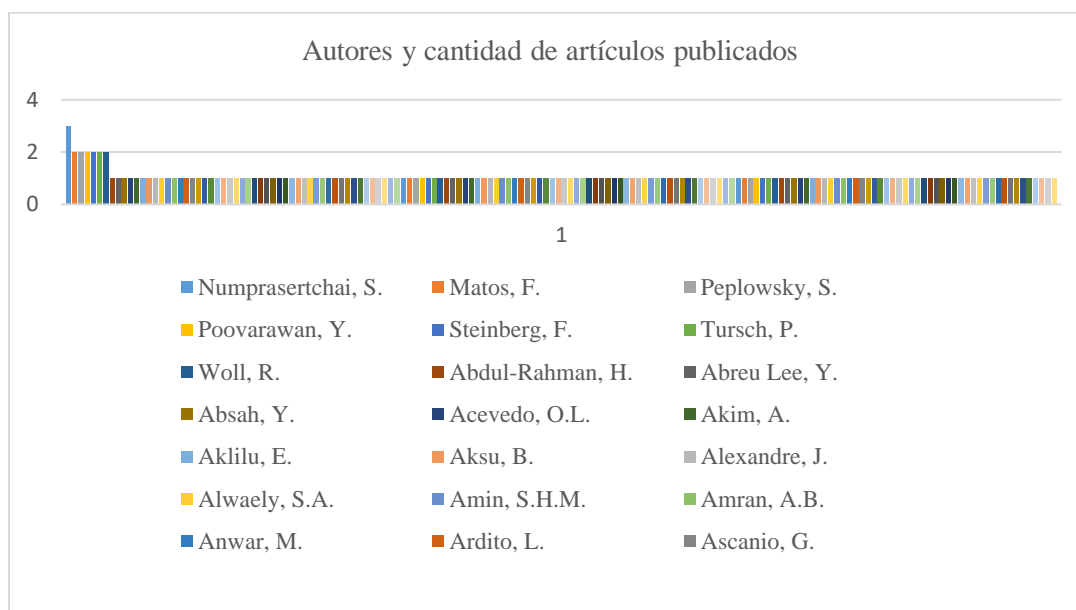 Autores y cantidad de artículos publicados
4
2
0
1
Numprasertchai, S. Matos, F. Peplowsky, S.
Poovarawan, Y. Steinberg, F. Tursch, P.
Woll, R. Abdul-Rahman, H. Abreu Lee, Y.
Absah, Y. Acevedo, O.L. Akim, A.
Aklilu, E. Aksu, B. Alexandre, J.
Alwaely, S.A. Amin, S.H.M. Amran, A.B.
Anwar, M. Ardito, L. Ascanio, G.